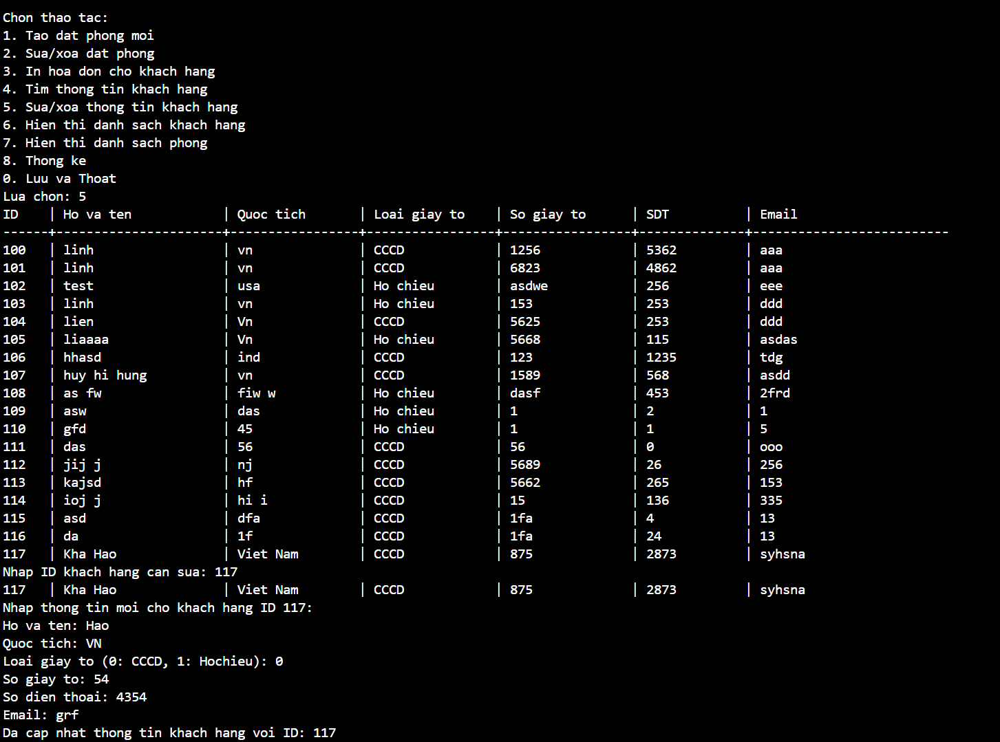 Chon thao tac:
1. Tao dat phong moi
2. Sua/xoa dat phong
3. In hoa don cho khach hang
4. Tim thong tin khach hang
5. Sua/xoa thong tin khach hang
6. Hien thi danh sach khach hang
7. Hien thi danh sach phong
8. Thong ke
0. Luu va Thoat
Lua chon: 5
ID    | Ho va ten            | Quoc tich       | Loai giay to    | So giay to      | SDT          | Email
------+----------------------+-----------------+-----------------+-----------------+--------------+--------------------------
100   | linh                 | vn              | CCCD            | 1256            | 5362         | aaa
101   | linh                 | vn              | CCCD            | 6823            | 4862         | aaa
102   | test                 | usa             | Ho chieu        | asdwe           | 256          | eee
103   | linh                 | vn              | Ho chieu        | 153             | 253          | ddd
104   | lien                 | Vn              | CCCD            | 5625            | 253          | ddd
105   | liaaaa               | Vn              | Ho chieu        | 5668            | 115          | asdas
106   | hhasd                | ind             | CCCD            | 123             | 1235         | tdg
107   | huy hi hung          | vn              | CCCD            | 1589            | 568          | asdd
108   | as fw                | fiw w           | Ho chieu        | dasf            | 453          | 2frd
109   | asw                  | das             | Ho chieu        | 1               | 2            | 1
110   | gfd                  | 45              | Ho chieu        | 1               | 1            | 5
111   | das                  | 56              | CCCD            | 56              | 0            | ooo
112   | jij j                | nj              | CCCD            | 5689            | 26           | 256
113   | kajsd                | hf              | CCCD            | 5662            | 265          | 153
114   | ioj j                | hi i            | CCCD            | 15              | 136          | 335
115   | asd                  | dfa             | CCCD            | 1fa             | 4            | 13
116   | da                   | 1f              | CCCD            | 1fa             | 24           | 13
117   | Kha Hao              | Viet Nam        | CCCD            | 875             | 2873         | syhsna
Nhap ID khach hang can sua: 117
117   | Kha Hao              | Viet Nam        | CCCD            | 875             | 2873         | syhsna
Nhap thong tin moi cho khach hang ID 117:
Ho va ten: Hao
Quoc tich: VN
Loai giay to (0: CCCD, 1: Hochieu): 0
So giay to: 54
So dien thoai: 4354
Email: grf
Da cap nhat thong tin khach hang voi ID: 117